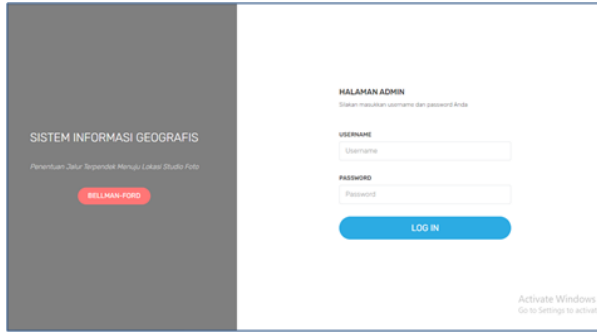 SISTEM INFORMASI GEOGRAFIS
Penentuan Jalur Terpendek Menuju Lokasi Studio Foto
BELLMAN-FORD
HALAMAN ADMIN
Silakan masukkan username dan password Anda
USERNAME
Username
PASSWORD
Password
LOG IN
Activate Windows
Go to Settings to activat